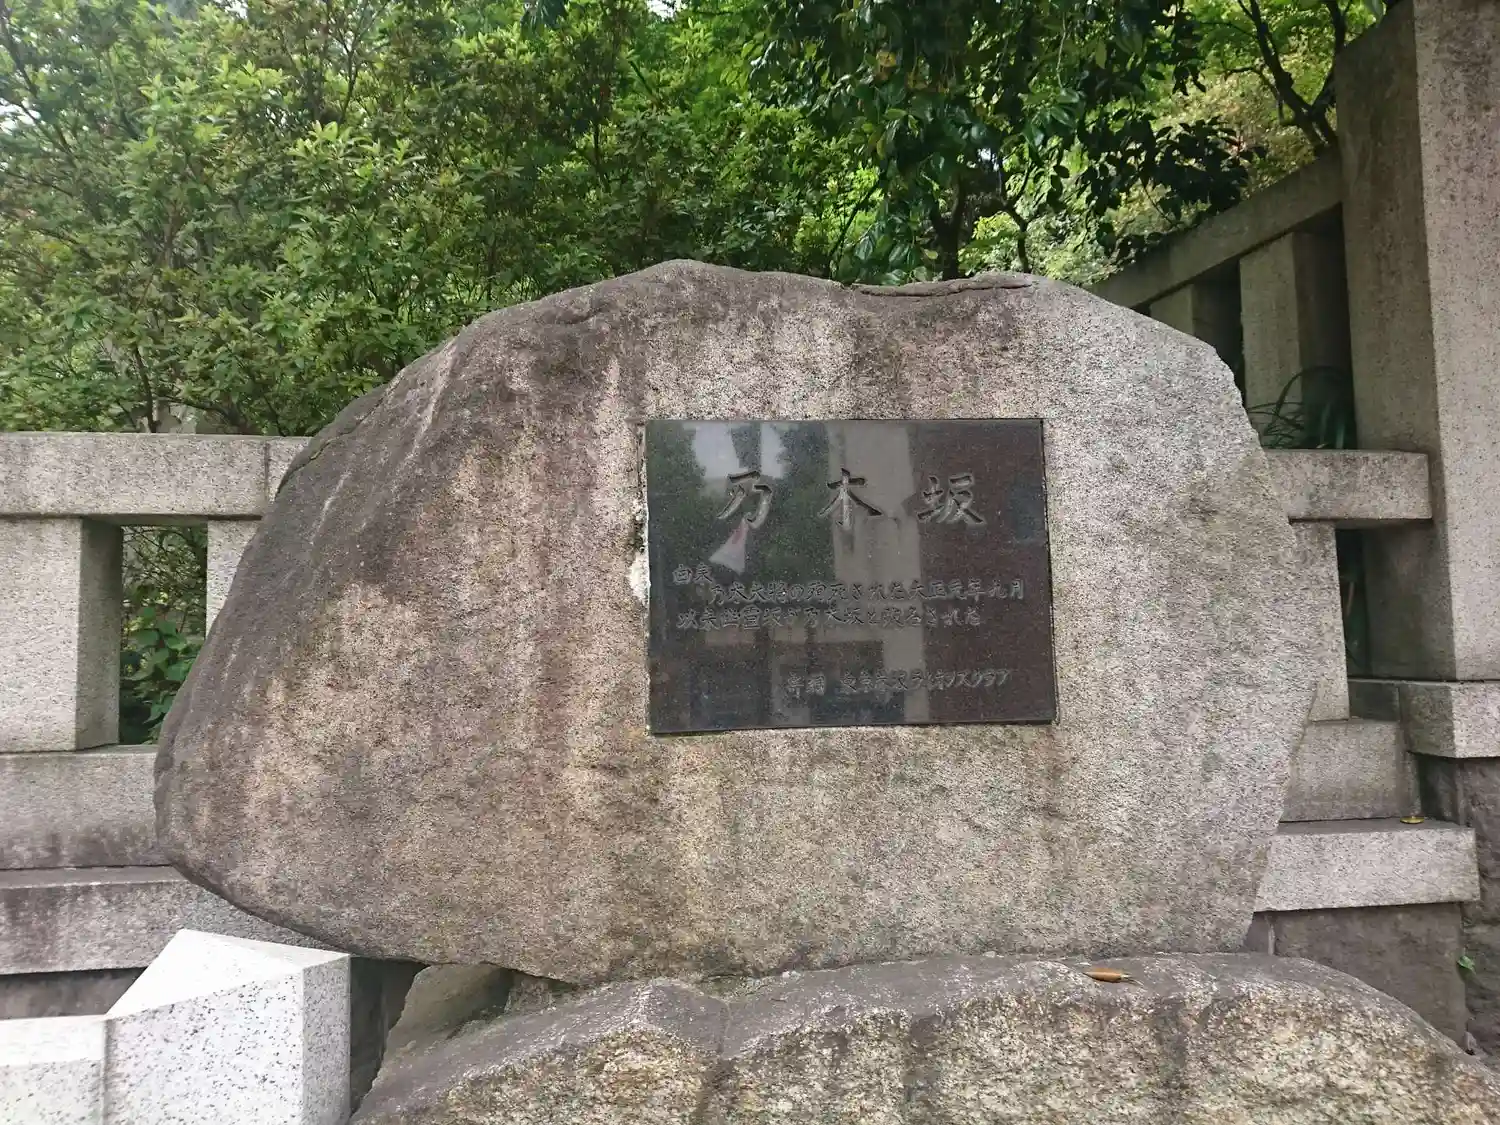 乃木坂
由来
乃木大将の殉死された大正元年九月
以来幽霊坂が乃木坂と改名された
寄贈 東京赤坂ライオンズクラブ